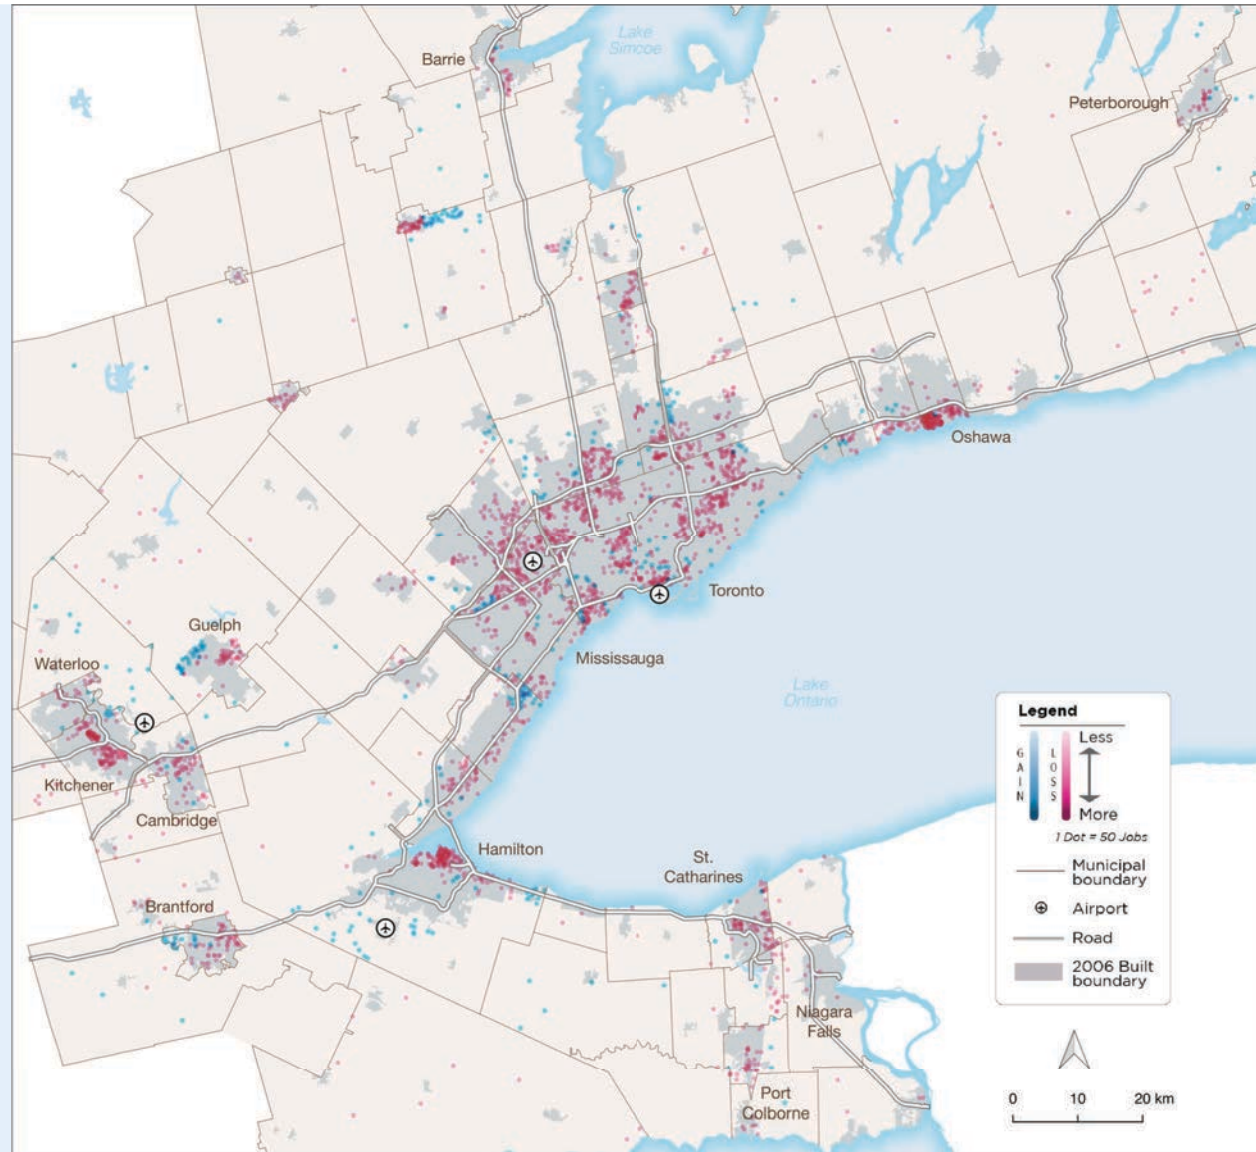 Lake
Simcoe
Barrie
Peterborough
Oshawa
Toronto
Guelph
Waterloo
Mississauga
Lake
Ontario
Kitchener
Cambridge
Hamilton
St.
Catharines
Brantford
Niagara
Falls
Port
Colborne
Legend
GAIN
LOSS
Less
More
1 Dot = 50 Jobs
Municipal
boundary
Airport
Road
2006 Built
boundary
0 10 20 km